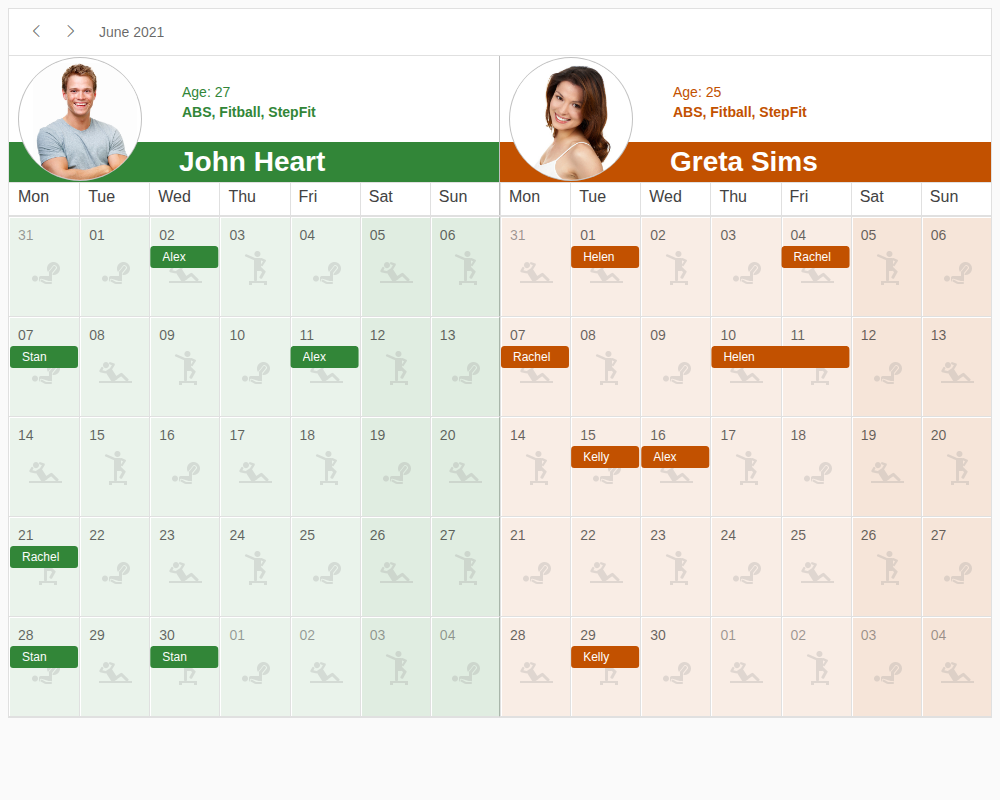 June 2021
Age: 27
ABS, Fitball, StepFit
John Heart
Age: 25
ABS, Fitball, StepFit
Greta Sims
Mon Tue Wed Thu Fri Sat Sun Mon Tue Wed Thu Fri Sat Sun
31 01 02 03 04 05 06 31 01 02 03 04 05 06
Alex Helen Rachel
07 08 09 10 11 12 13 07 08 09 10 11 12 13
Stan Alex Rachel Helen
14 15 16 17 18 19 20 14 15 16 17 18 19 20
Kelly Alex
21 22 23 24 25 26 27 21 22 23 24 25 26 27
Rachel
28 29 30 01 02 03 04 28 29 30 01 02 03 04
Stan Stan Kelly